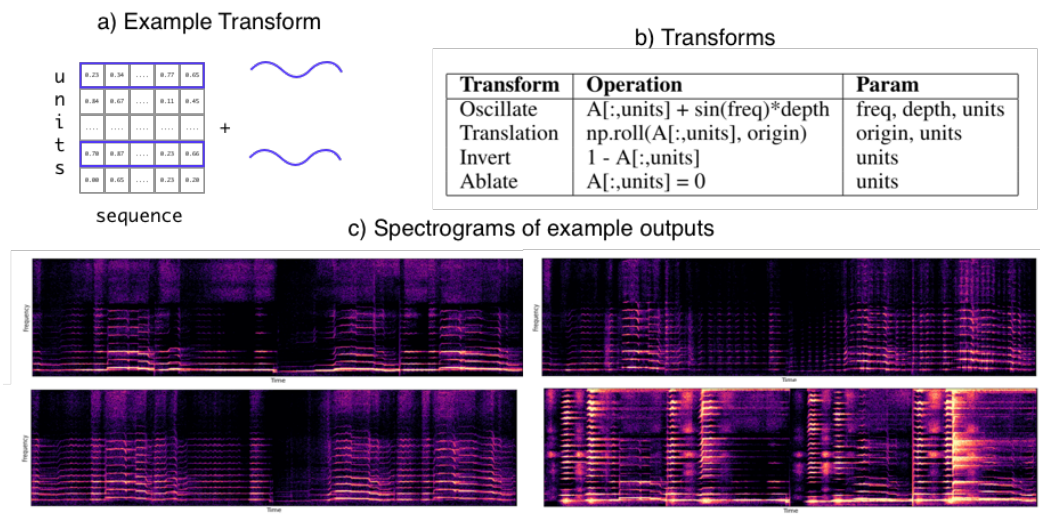 a) Example Transform
units
0.23 0.34 .... 0.77 0.65
0.84 0.67 .... 0.11 0.45
.... .... .... .... ....
0.78 0.87 .... 0.23 0.66
0.08 0.65 .... 0.23 0.28
+
sequence
b) Transforms
Transform Operation Param
Oscillate A[:,units] + sin(freq)*depth freq, depth, units
Translation np.roll(A[:,units], origin) origin, units
Invert 1 - A[:,units] units
Ablate A[:,units] = 0 units
c) Spectrograms of example outputs
Frequency
Time
Frequency
Time
Frequency
Time
Frequency
Time